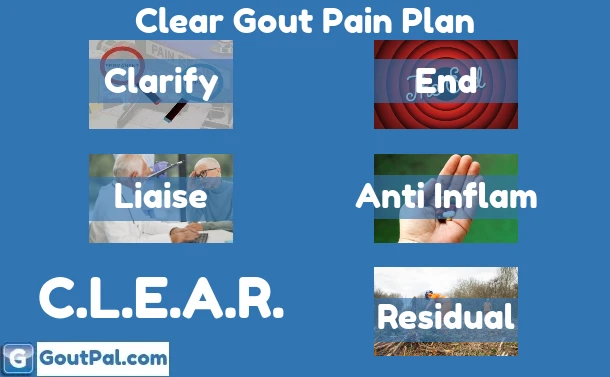 Clear Gout Pain Plan
Clarify
End
Liaise
Anti Inflam
C.L.E.A.R.
Residual
G GoutPal.com